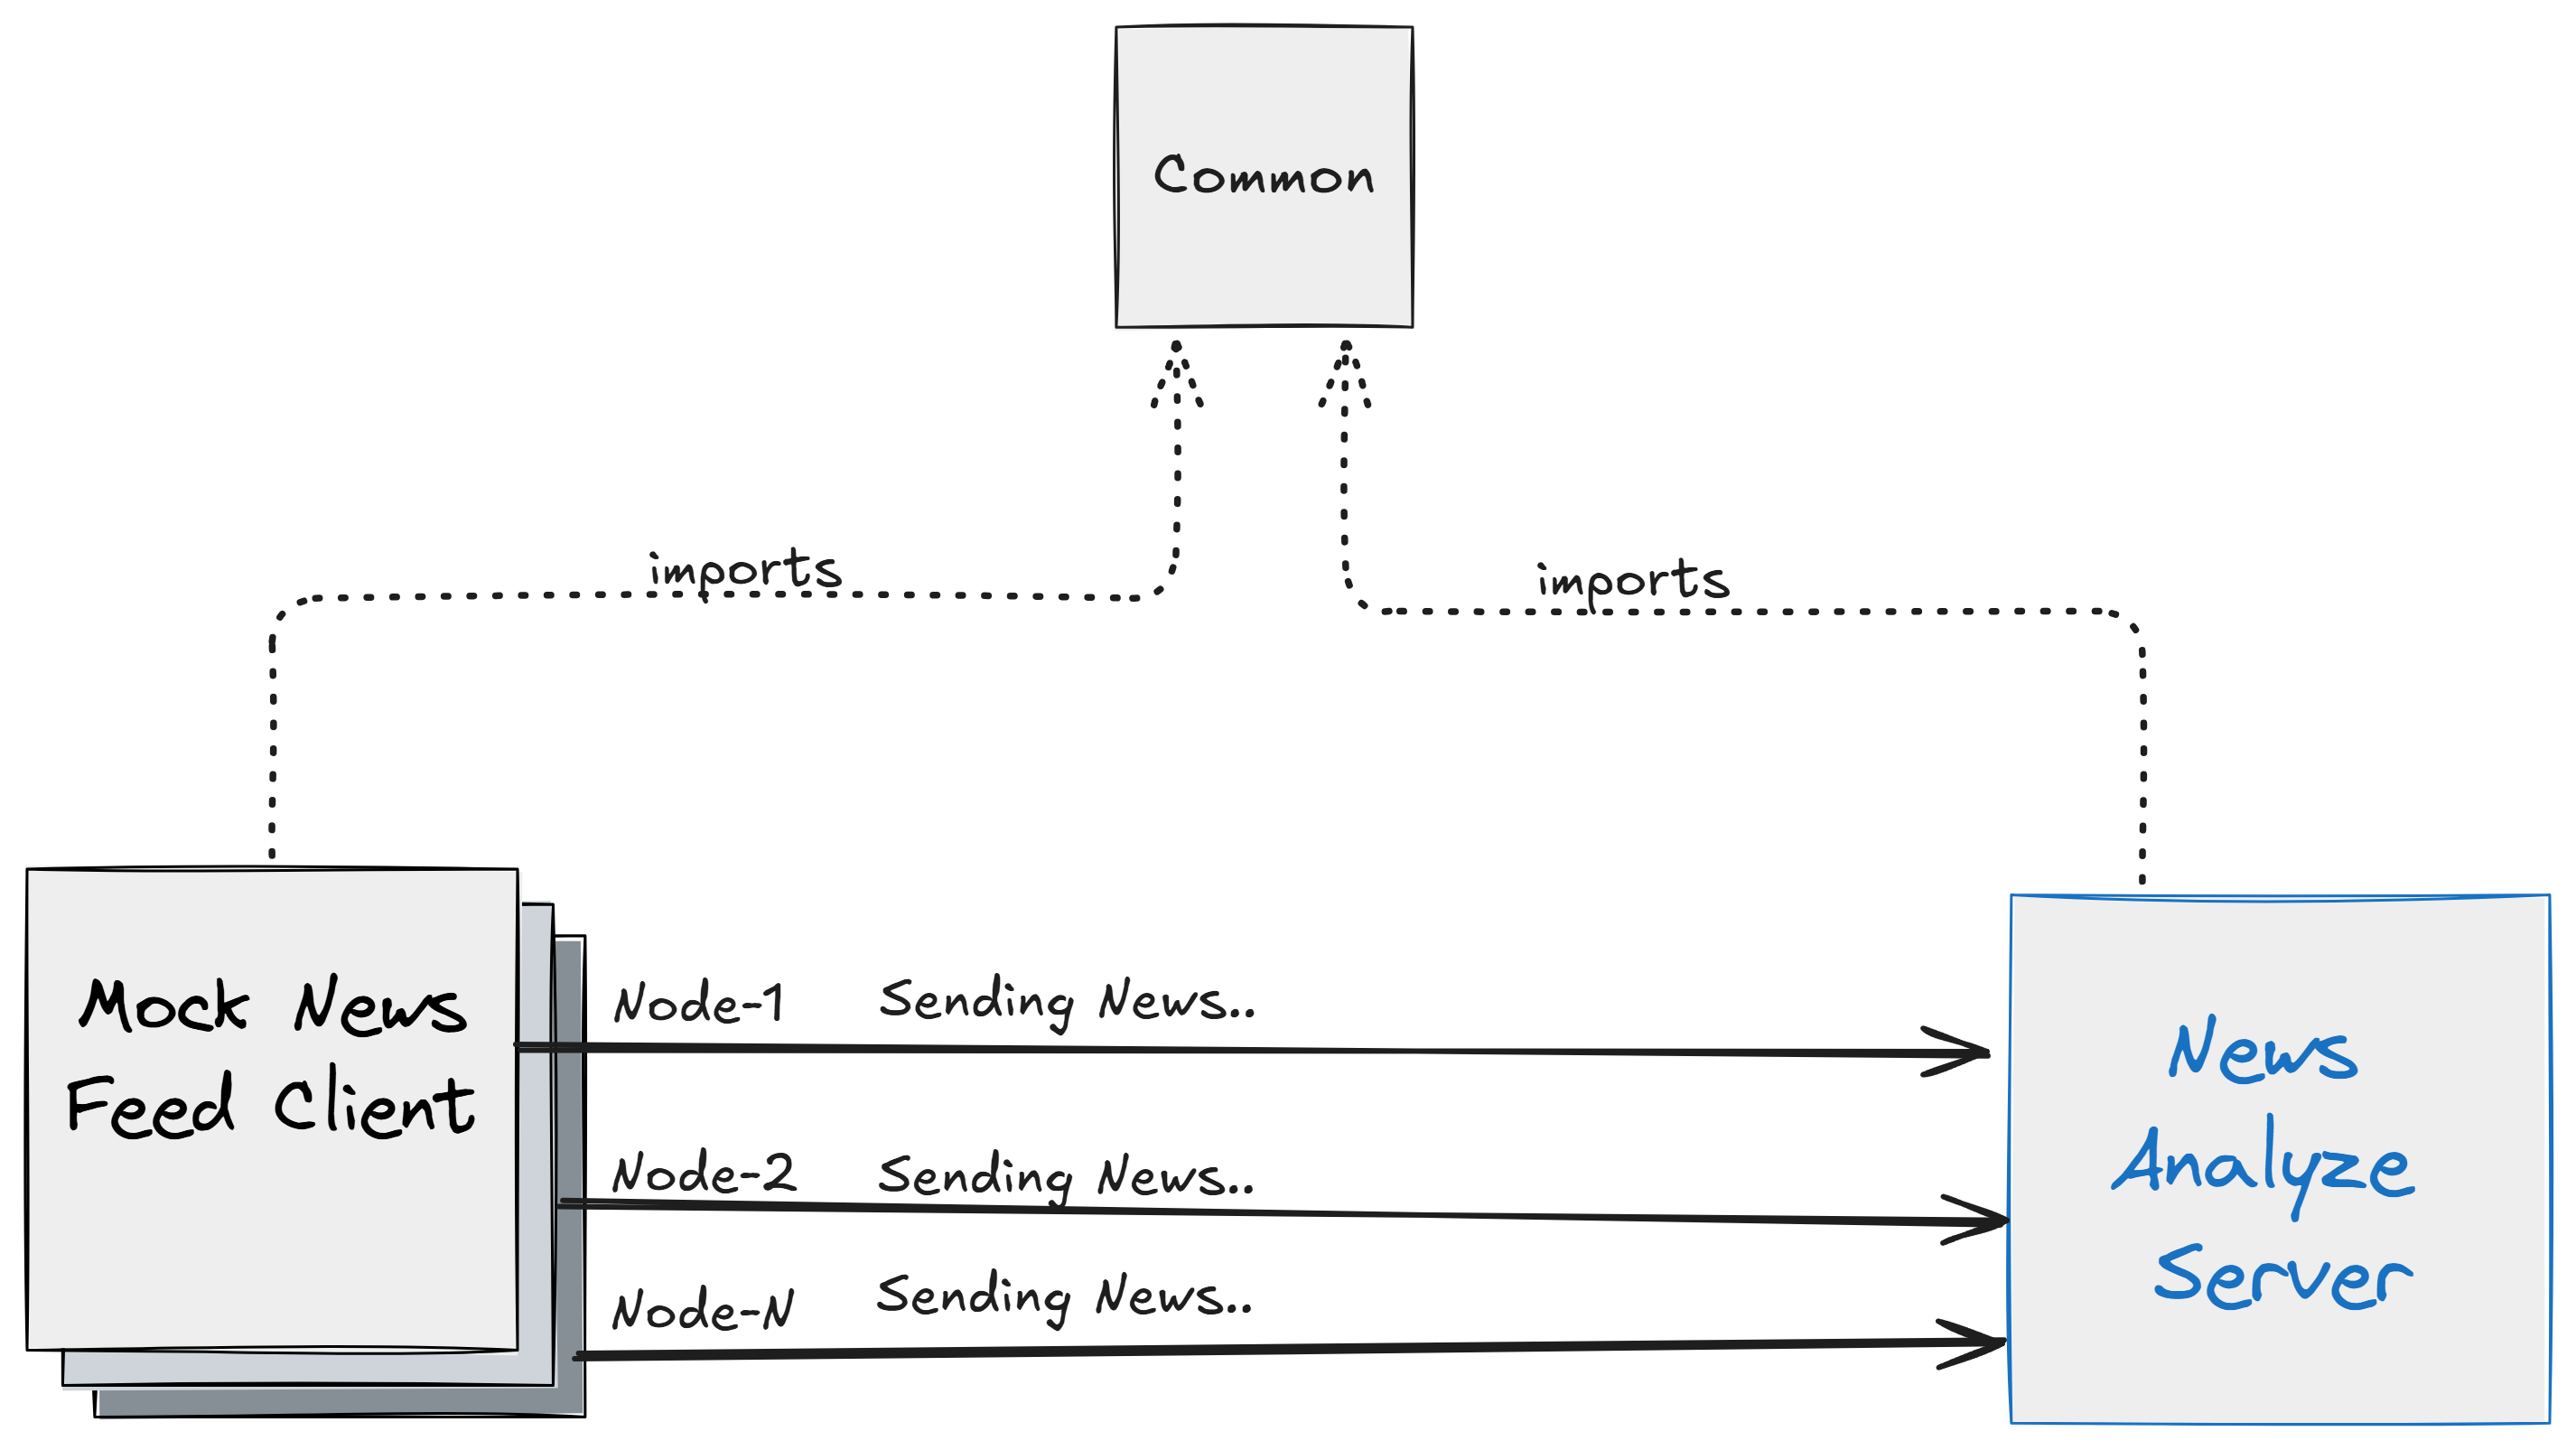 Common
imports
imports
Mock News
Feed Client
Node-1 Sending News..
Node-2 Sending News..
Node-N Sending News..
News
Analyze
Server